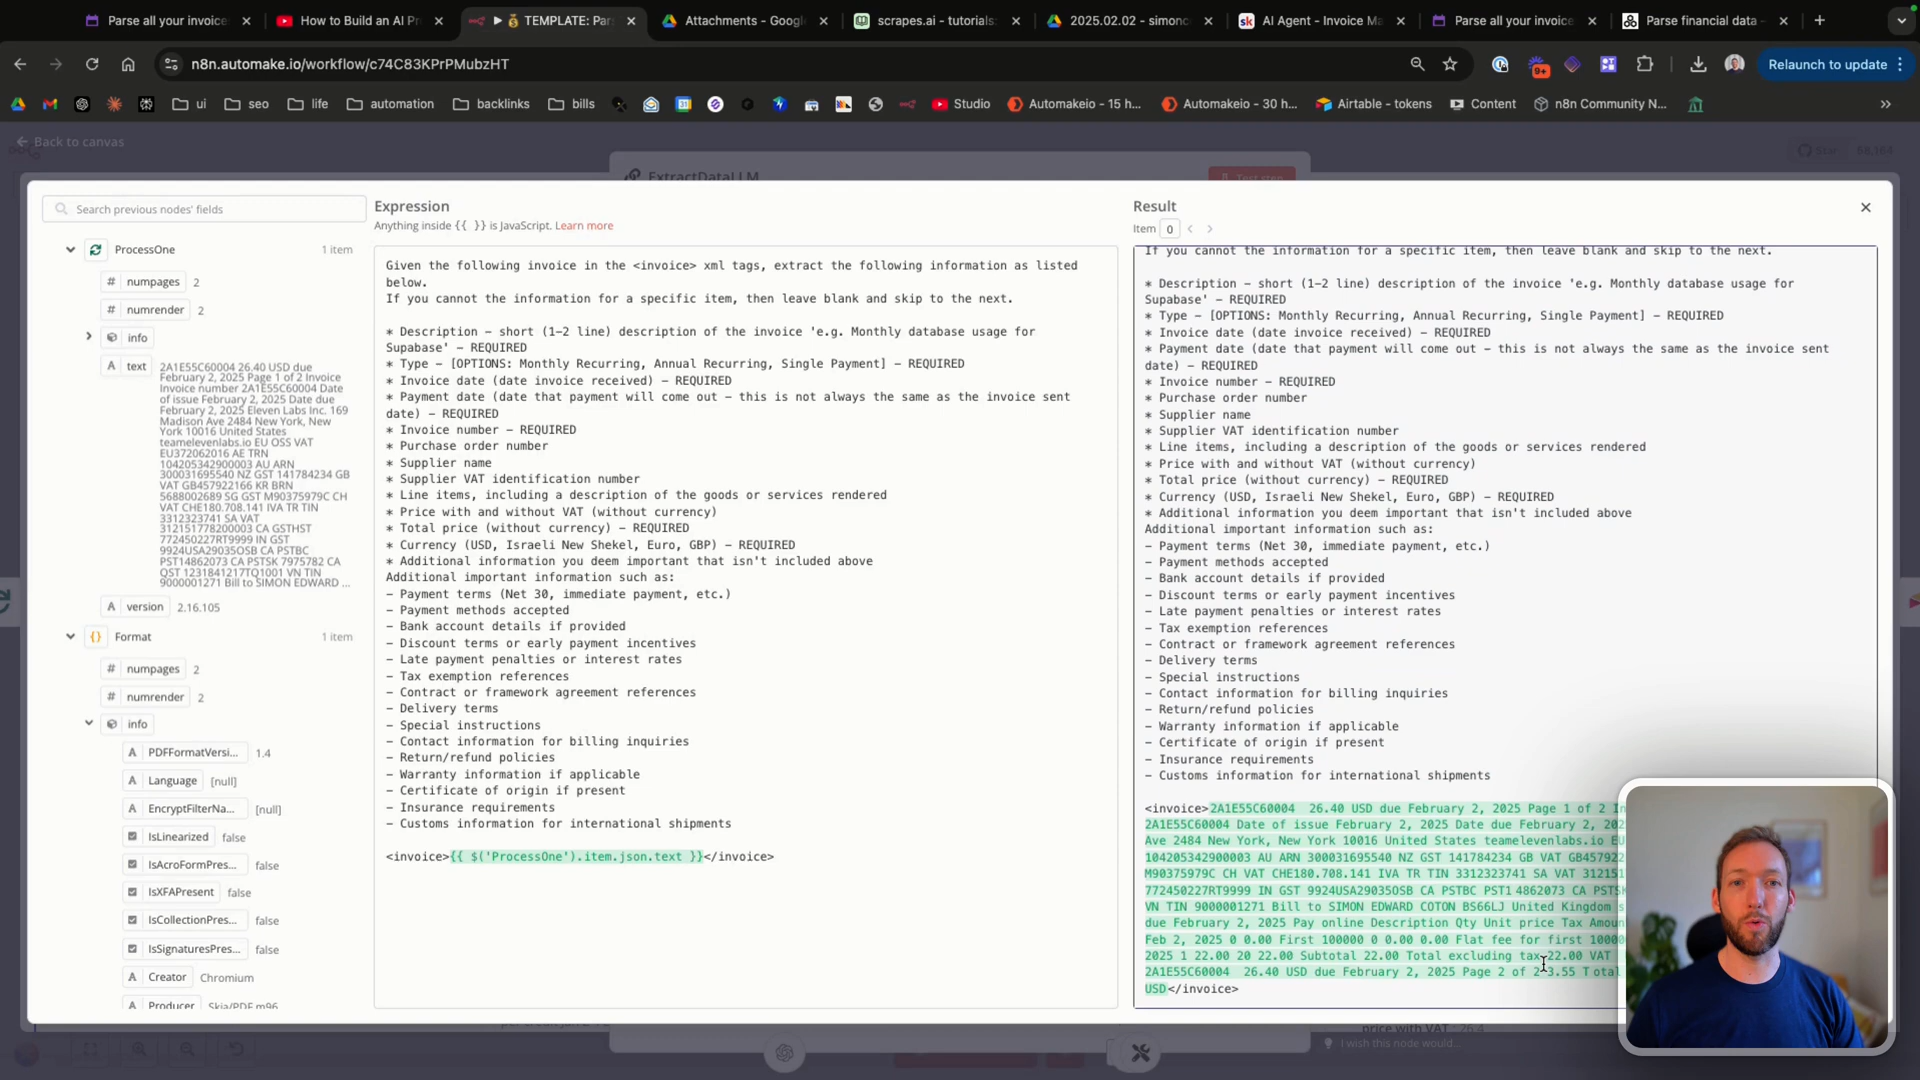 Parse all your invoice
How to Build an AI Pr
TEMPLATE: Par
Attachments - Google
scrapes.ai - tutorials
2025.02.02 - simonc
AI Agent - Invoice Ma
Parse all your invoice
Parse financial data -
n8n.automake.io/workflow/c74C83KPrPMubzHT
9+
Relaunch to update
ui
seo
life
automation
backlinks
bills
Studio
Automakeio - 15 h...
Automakeio - 30 h...
Airtable - tokens
Content
n8n Community N...
Back to canvas
Star
ExtractDataLLM
Test step
Search previous nodes' fields
ProcessOne 1 item
# numpages 2
# numrender 2
info
A text 2A1E55C60004 26.40 USD due
February 2, 2025 Page 1 of 2 Invoice
Invoice number 2A1E55C60004 Date
of issue February 2, 2025 Date due
February 2, 2025 Eleven Labs Inc. 169
Madison Ave 2484 New York, New
York 10016 United States
teamelevenlabs.io EU OSS VAT
EU372062016 AE TRN
104205342900003 AU ARN
300031695540 NZ GST 141784234 GB
VAT GB457922166 KR BRN
5688002689 SG GST M90375979C CH
VAT CHE180.708.141 IVA TR TIN
3312323741 SA VAT
312151778200003 CA GSTHST
772450227RT9999 IN GST
9924USA29035OSB CA PSTBC
PST14862073 CA PSTSK 7975782 CA
QST 1231841217TQ1001 VN TIN
9000001271 Bill to SIMON EDWARD ...
A version 2.16.105
{} Format 1 item
# numpages 2
# numrender 2
info
A PDFFormatVersi... 1.4
A Language [null]
A EncryptFilterNa... [null]
IsLinearized false
IsAcroFormPres... false
IsXFAPresent false
IsCollectionPres... false
IsSignaturesPres... false
A Creator Chromium
A Producer Skia/PDF m96
Expression
Anything inside {{ }} is JavaScript. Learn more
Given the following invoice in the <invoice> xml tags, extract the following information as listed
below.
If you cannot the information for a specific item, then leave blank and skip to the next.
* Description – short (1–2 line) description of the invoice 'e.g. Monthly database usage for
Supabase' – REQUIRED
* Type – [OPTIONS: Monthly Recurring, Annual Recurring, Single Payment] – REQUIRED
* Invoice date (date invoice received) – REQUIRED
* Payment date (date that payment will come out – this is not always the same as the invoice sent
date) – REQUIRED
* Invoice number – REQUIRED
* Purchase order number
* Supplier name
* Supplier VAT identification number
* Line items, including a description of the goods or services rendered
* Price with and without VAT (without currency)
* Total price (without currency) – REQUIRED
* Currency (USD, Israeli New Shekel, Euro, GBP) – REQUIRED
* Additional information you deem important that isn't included above
Additional important information such as:
– Payment terms (Net 30, immediate payment, etc.)
– Payment methods accepted
– Bank account details if provided
– Discount terms or early payment incentives
– Late payment penalties or interest rates
– Tax exemption references
– Contract or framework agreement references
– Delivery terms
– Special instructions
– Contact information for billing inquiries
– Return/refund policies
– Warranty information if applicable
– Certificate of origin if present
– Insurance requirements
– Customs information for international shipments
<invoice>{{ $('ProcessOne').item.json.text }}</invoice>
Result
Item 0
If you cannot the information for a specific item, then leave blank and skip to the next.
* Description – short (1–2 line) description of the invoice 'e.g. Monthly database usage for
Supabase' – REQUIRED
* Type – [OPTIONS: Monthly Recurring, Annual Recurring, Single Payment] – REQUIRED
* Invoice date (date invoice received) – REQUIRED
* Payment date (date that payment will come out – this is not always the same as the invoice sent
date) – REQUIRED
* Invoice number – REQUIRED
* Purchase order number
* Supplier name
* Supplier VAT identification number
* Line items, including a description of the goods or services rendered
* Price with and without VAT (without currency)
* Total price (without currency) – REQUIRED
* Currency (USD, Israeli New Shekel, Euro, GBP) – REQUIRED
* Additional information you deem important that isn't included above
Additional important information such as:
– Payment terms (Net 30, immediate payment, etc.)
– Payment methods accepted
– Bank account details if provided
– Discount terms or early payment incentives
– Late payment penalties or interest rates
– Tax exemption references
– Contract or framework agreement references
– Delivery terms
– Special instructions
– Contact information for billing inquiries
– Return/refund policies
– Warranty information if applicable
– Certificate of origin if present
– Insurance requirements
– Customs information for international shipments
<invoice>2A1E55C60004 26.40 USD due February 2, 2025 Page 1 of 2 In
2A1E55C60004 Date of issue February 2, 2025 Date due February 2, 202
Ave 2484 New York, New York 10016 United States teamelevenlabs.io EU
104205342900003 AU ARN 300031695540 NZ GST 141784234 GB VAT GB457922
M90375979C CH VAT CHE180.708.141 IVA TR TIN 3312323741 SA VAT 312151
772450227RT9999 IN GST 9924USA29035OSB CA PSTBC PST1 4862073 CA PSTSK
VN TIN 9000001271 Bill to SIMON EDWARD COTON BS66LJ United Kingdom s
due February 2, 2025 Pay online Description Qty Unit price Tax Amoun
Feb 2, 2025 0 0.00 First 100000 0 0.00 0.00 Flat fee for first 1000
2025 1 22.00 20 22.00 Subtotal 22.00 Total excluding tax 22.00 VAT
2A1E55C60004 26.40 USD due February 2, 2025 Page 2 of 2 3.55 T otal
USD</invoice>
price with VAT
I wish this node would...